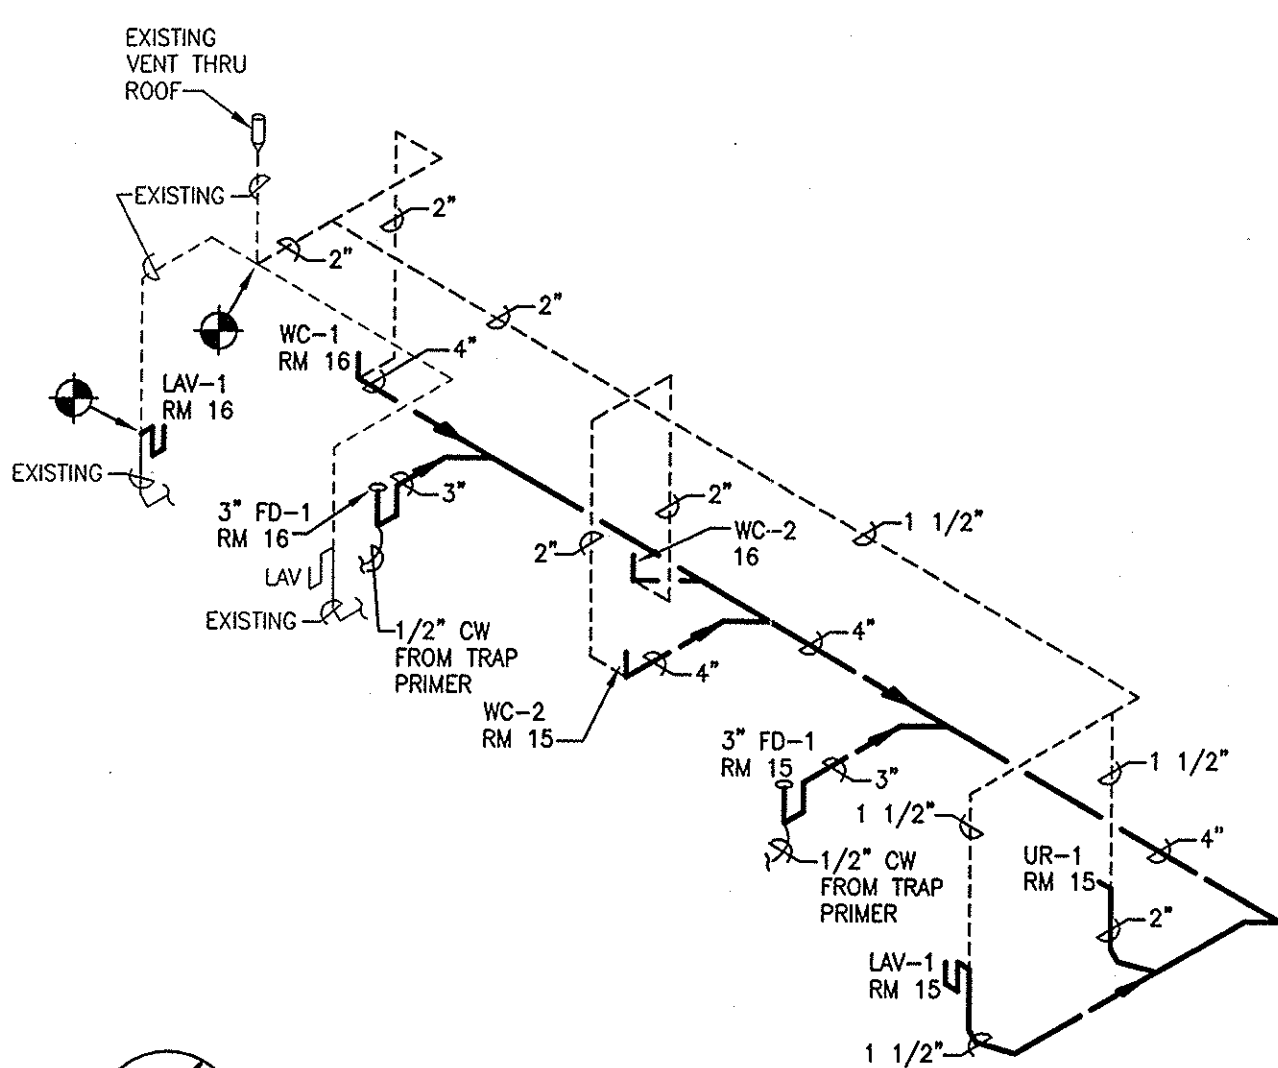 EXISTING
VENT THRU
ROOF
EXISTING
2"
2"
2"
WC-1
RM 16
4"
LAV-1
RM 16
EXISTING
3" FD-1
RM 16
3"
LAV
EXISTING
1/2" CW
FROM TRAP
PRIMER
2"
2"
WC-2
16
1 1/2"
4"
4"
WC-2
RM 15
3" FD-1
RM 15
3"
1 1/2"
1 1/2"
1/2" CW
FROM TRAP
PRIMER
UR-1
RM 15
4"
2"
LAV-1
RM 15
1 1/2"